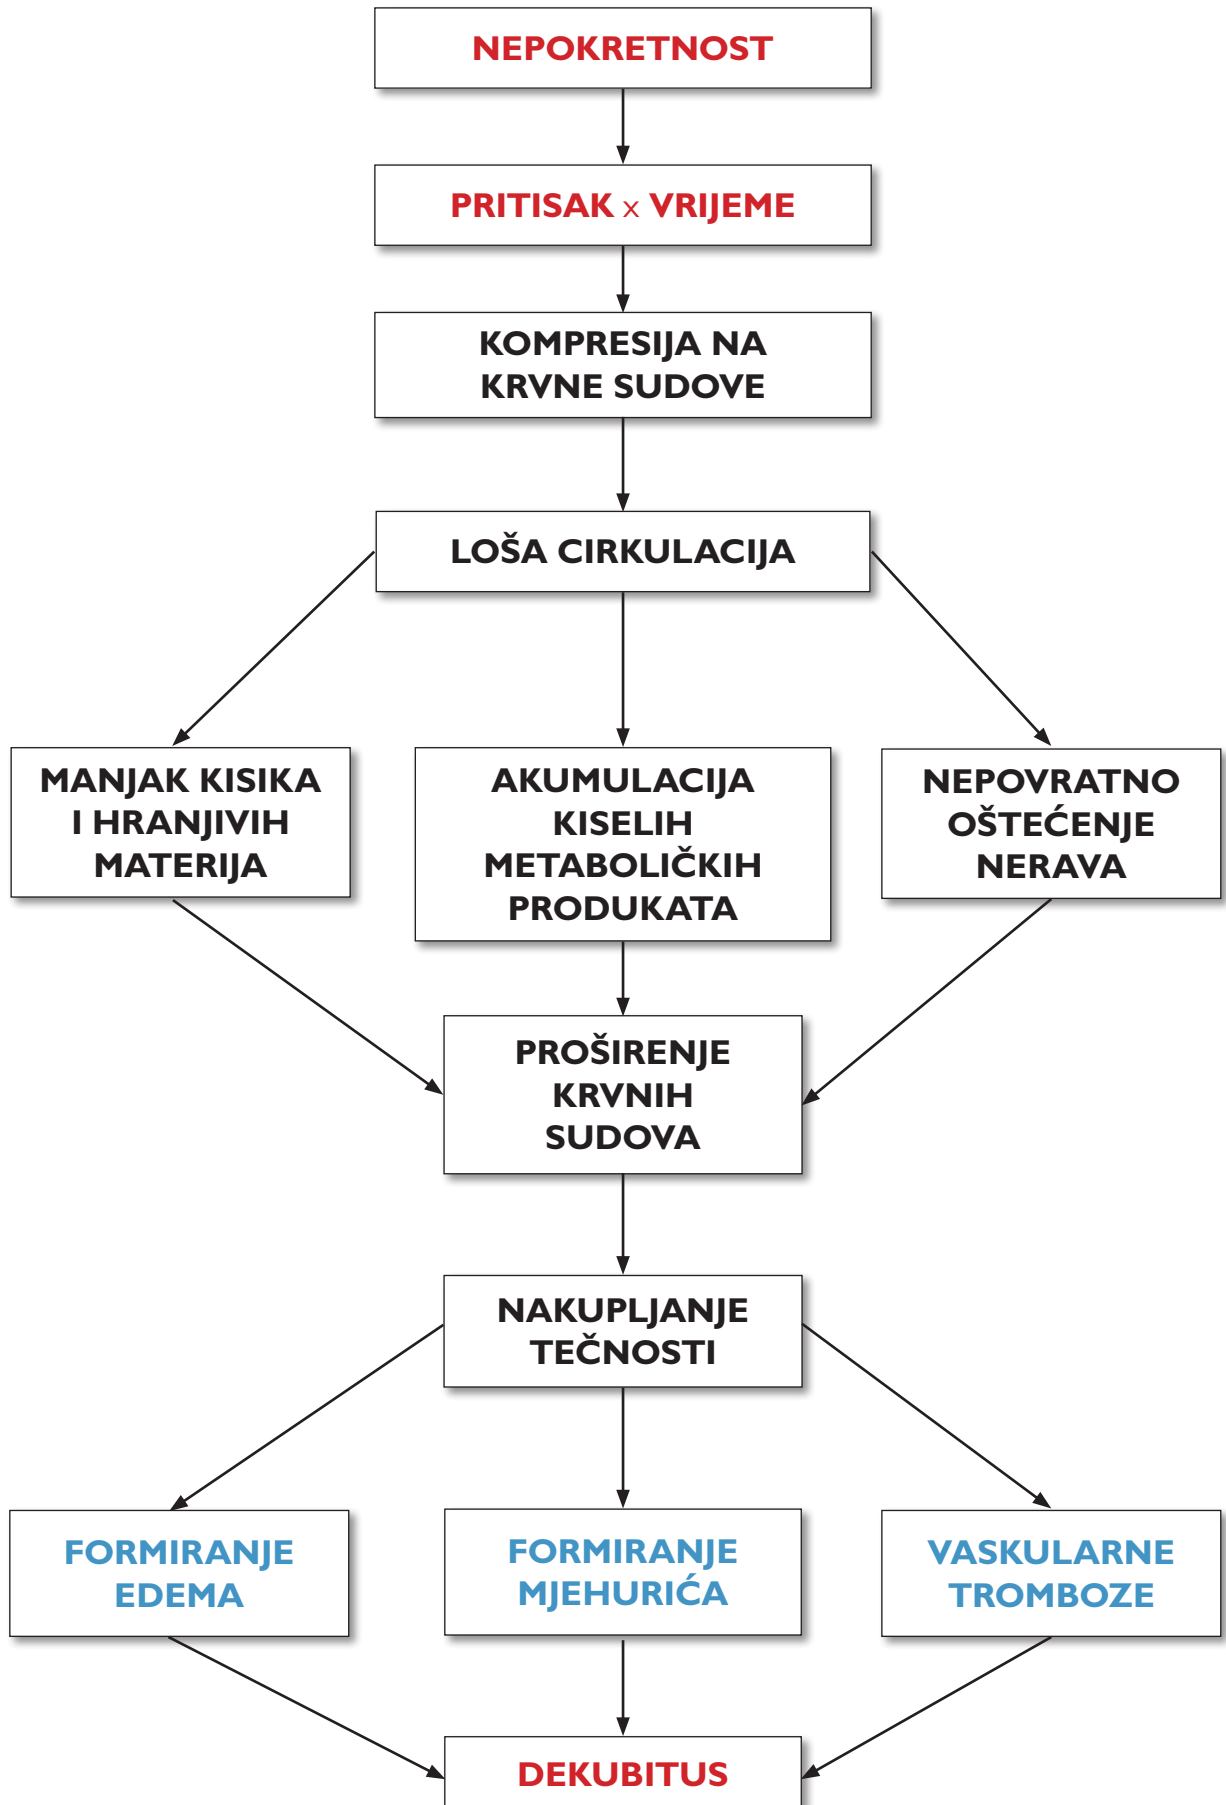 NEPOKRETNOST
PRITISAK x VRIJEME
KOMPRESIJA NA
KRVNE SUDOVE
LOŠA CIRKULACIJA
MANJAK KISIKA
I HRANJIVIH
MATERIJA
AKUMULACIJA
KISELIH
METABOLIČKIH
PRODUKATA
NEPOVRATNO
OŠTEĆENJE
NERAVA
PROŠIRENJE
KRVNIH
SUDOVA
NAKUPLJANJE
TEČNOSTI
FORMIRANJE
EDEMA
FORMIRANJE
MJEHURIĆA
VASKULARNE
TROMBOZE
DEKUBITUS